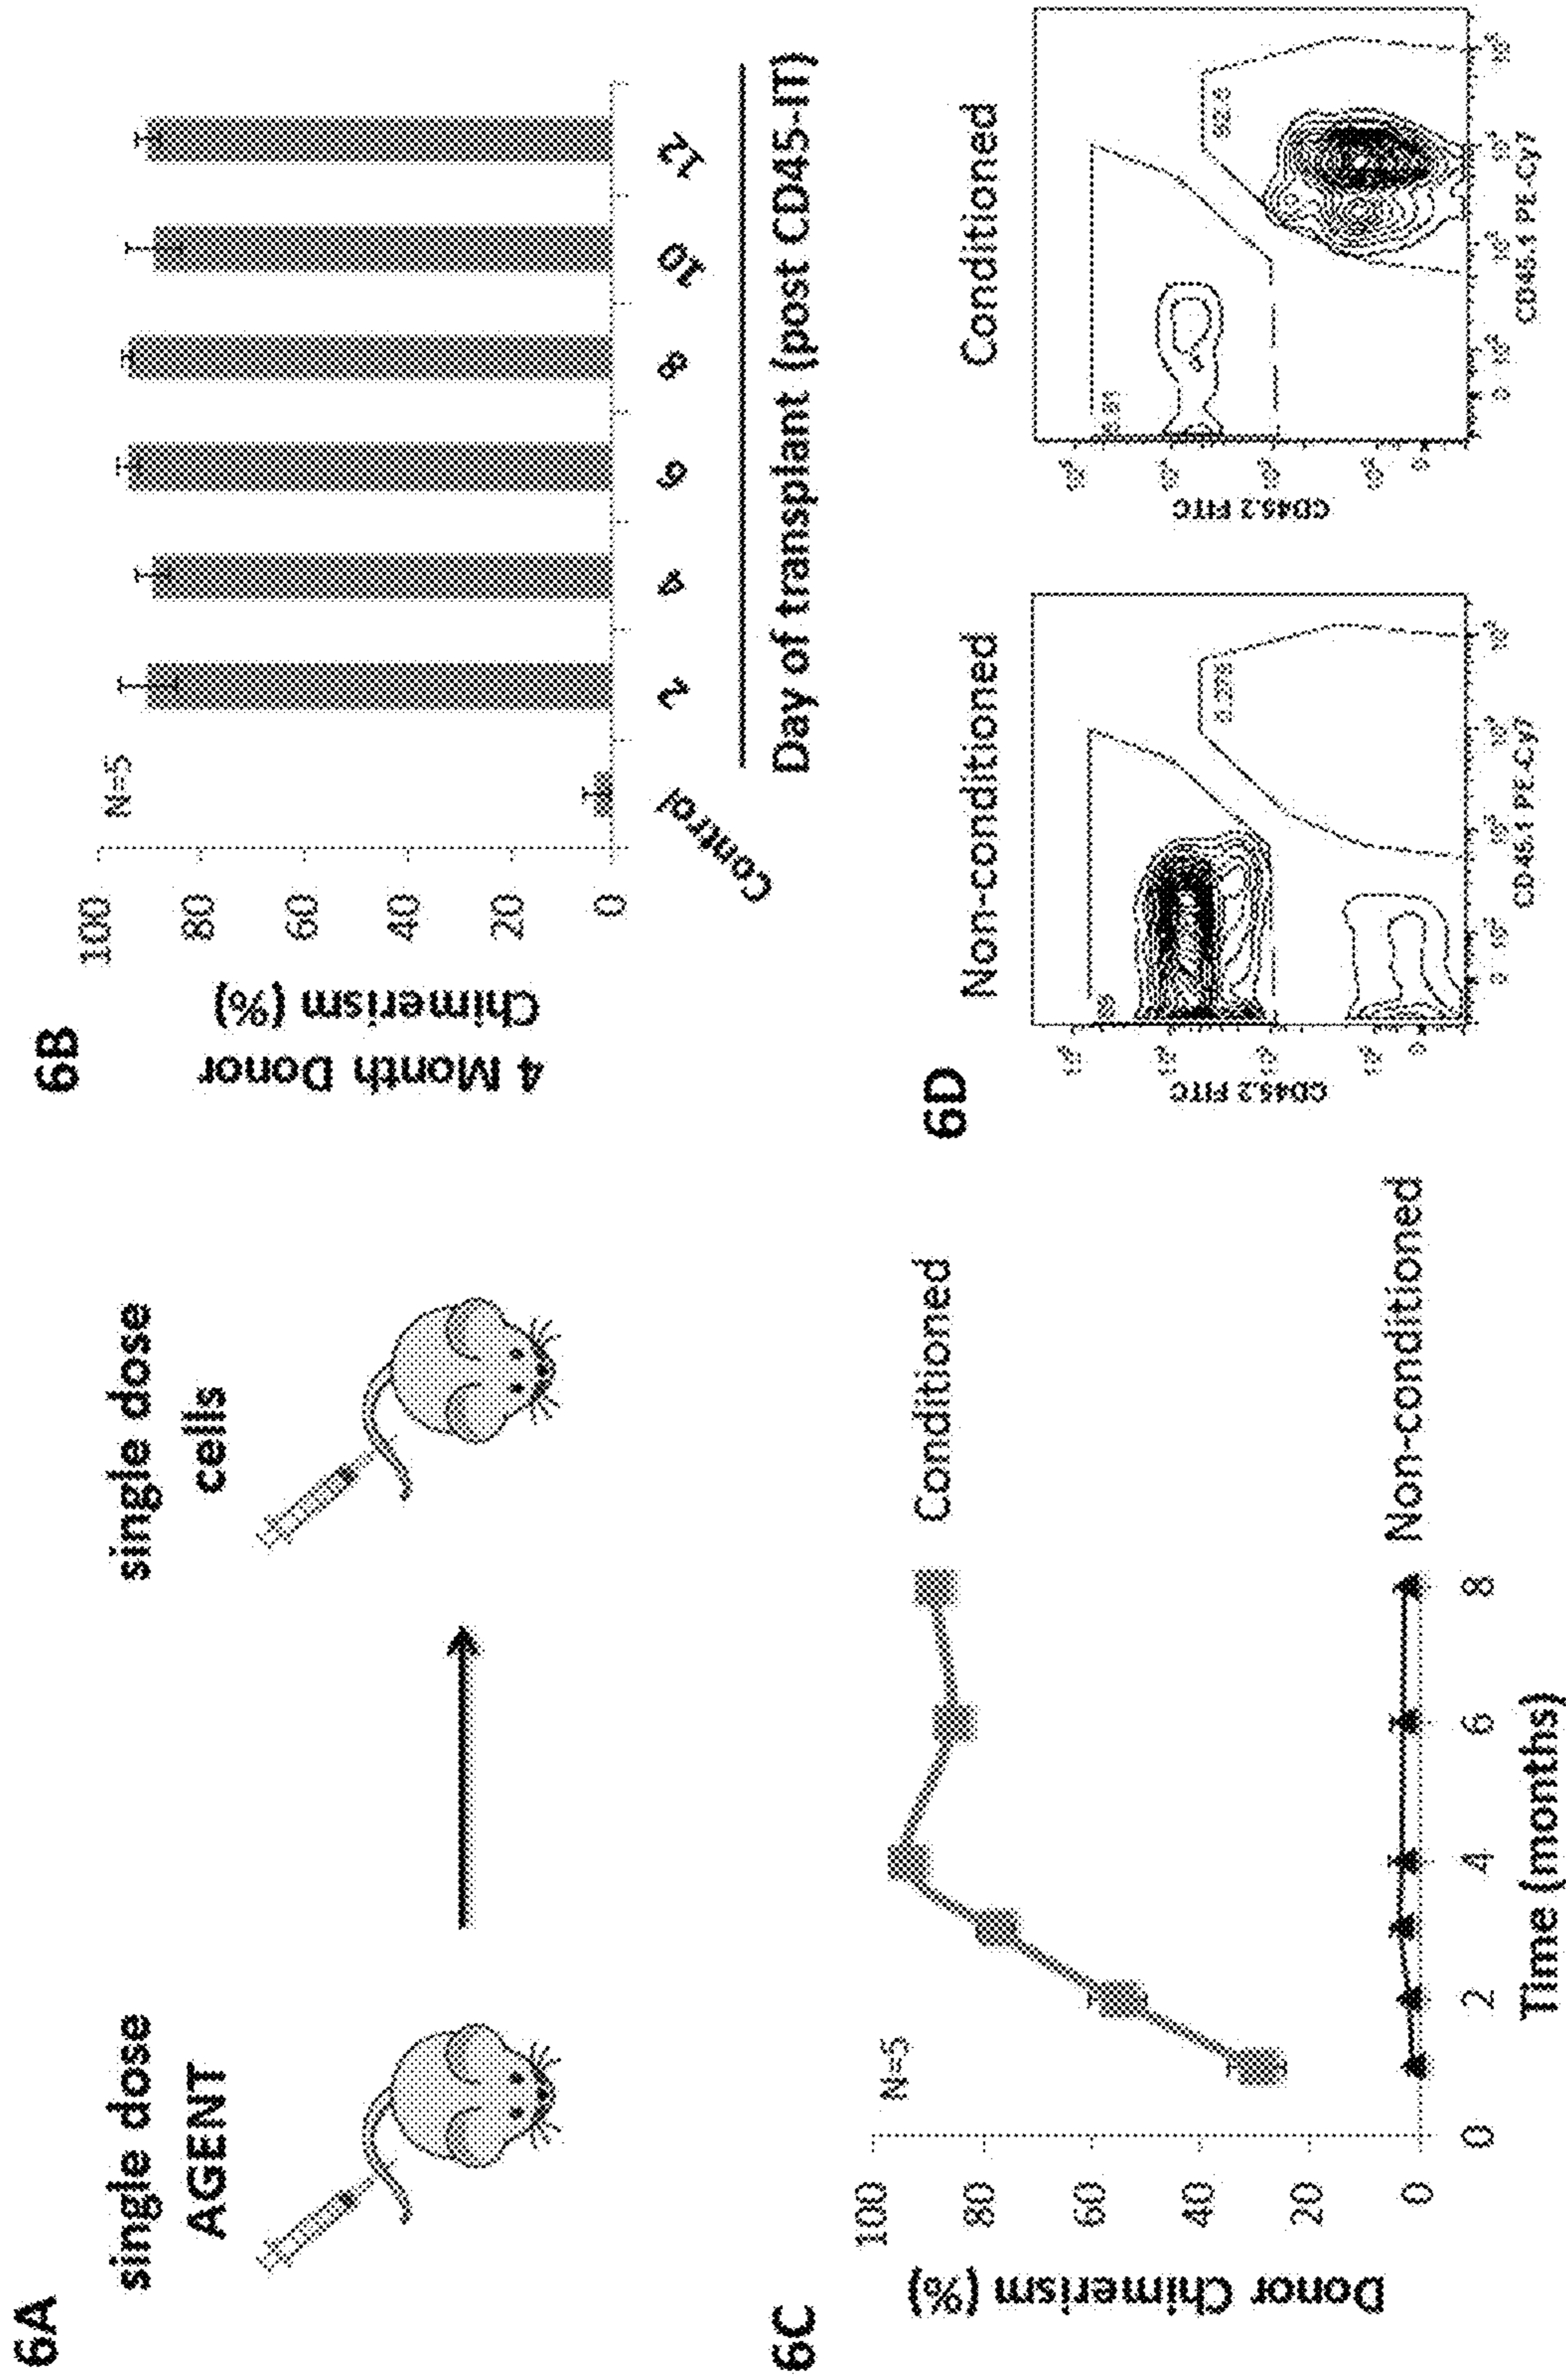 6A
single dose
AGENT
single dose
cells
6B
4 Month Donor
Chimerism (%)
100
80
60
40
20
0
N=5
Control
2
4
6
8
10
12
Day of transplant (post CD45-IT)
6C
Donor Chimerism (%)
100
80
60
40
20
0
N=5
Conditioned
Non-conditioned
0
2
4
6
8
Time (months)
6D
Non-conditioned
CD45.2 FITC
0
CD45.1 PE-Cy7
Conditioned
CD45.2 FITC
0
CD45.1 PE-Cy7